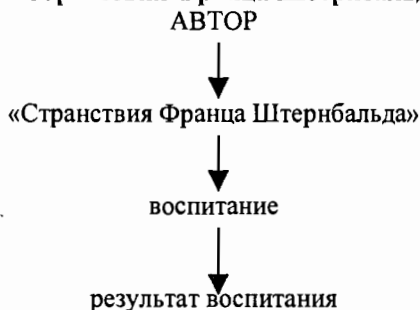 АВТОР
«Странствия Франца Штернбальда»
воспитание
результат воспитания